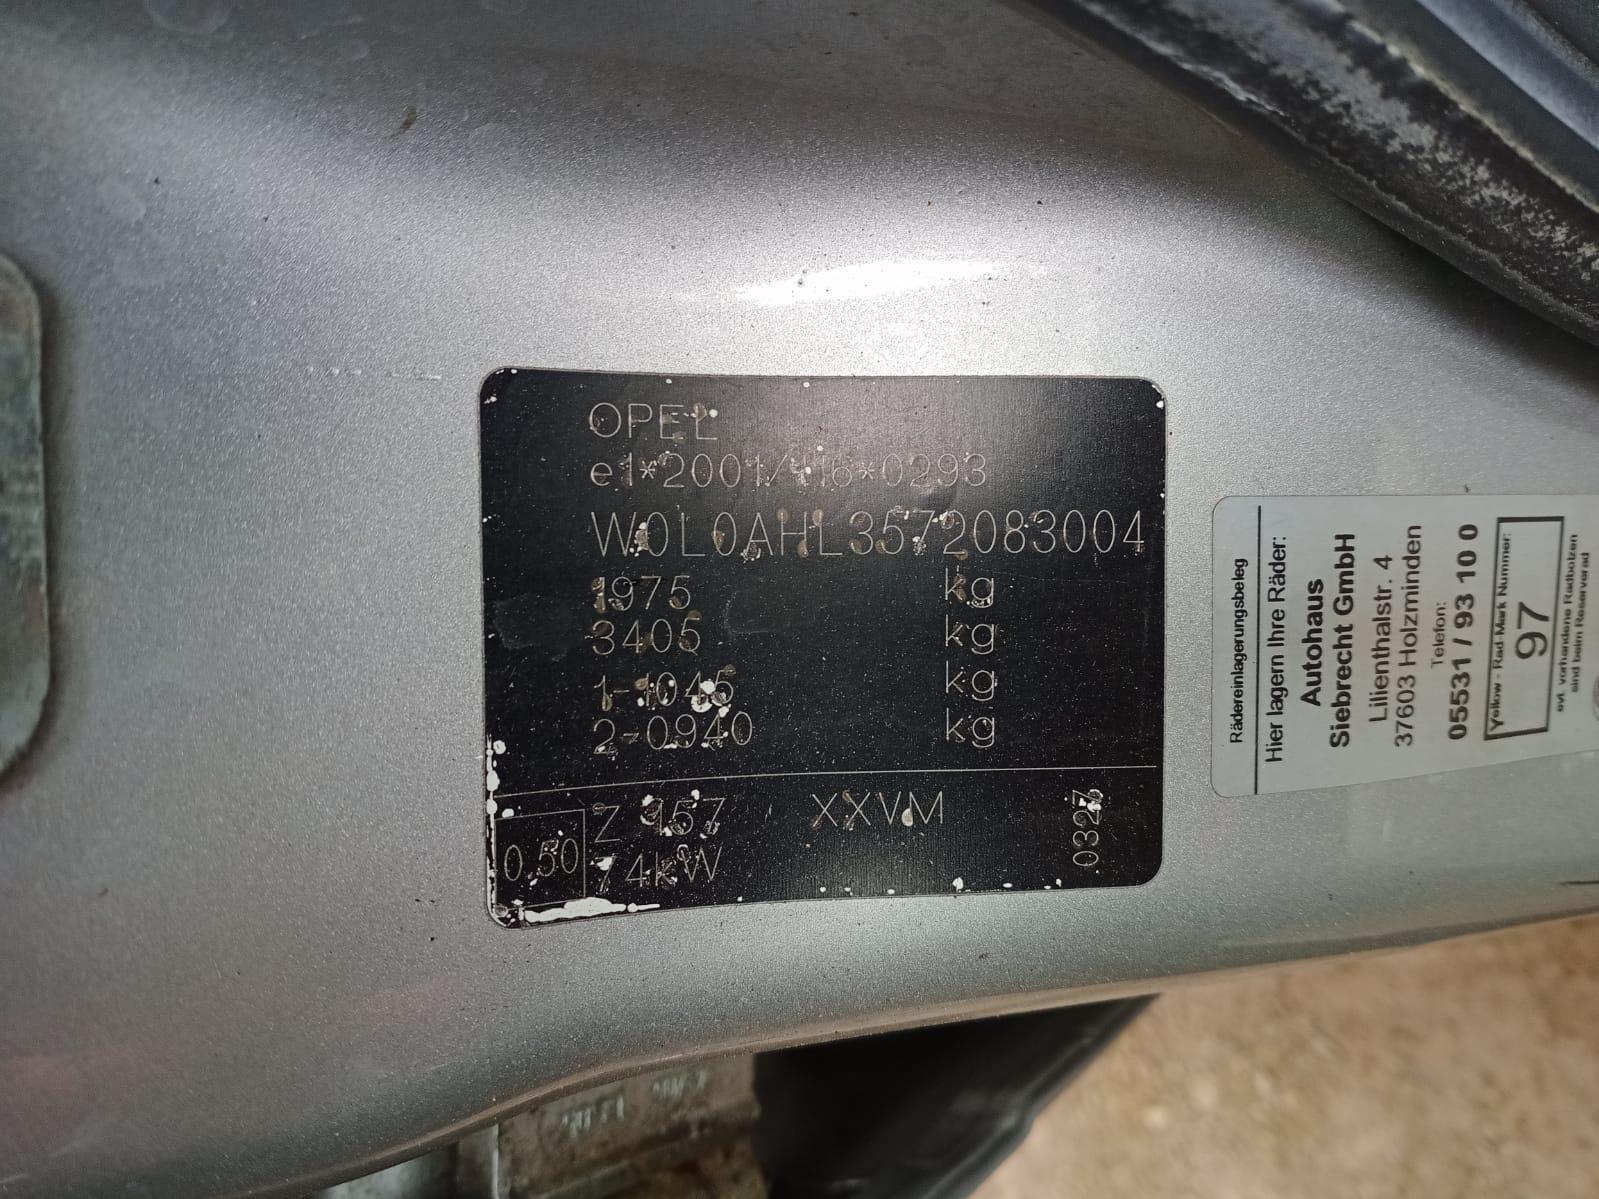 OPEL
e1*2001/116*0293
W0L0AHL3572083004
1975 kg
3405 kg
1-1045 kg
2-0940 kg
0.50
Z 157 XXVM
74kW
0327
Rädereinlagerungsbeleg
Hier lagern Ihre Räder:
Autohaus
Siebrecht GmbH
Lilienthalstr. 4
37603 Holzminden
Telefon:
05531 / 93 10 0
Yellow - Rad-Mark Nummer:
97
evtl. vorhandene Radbolzen
sind beim Reserverad